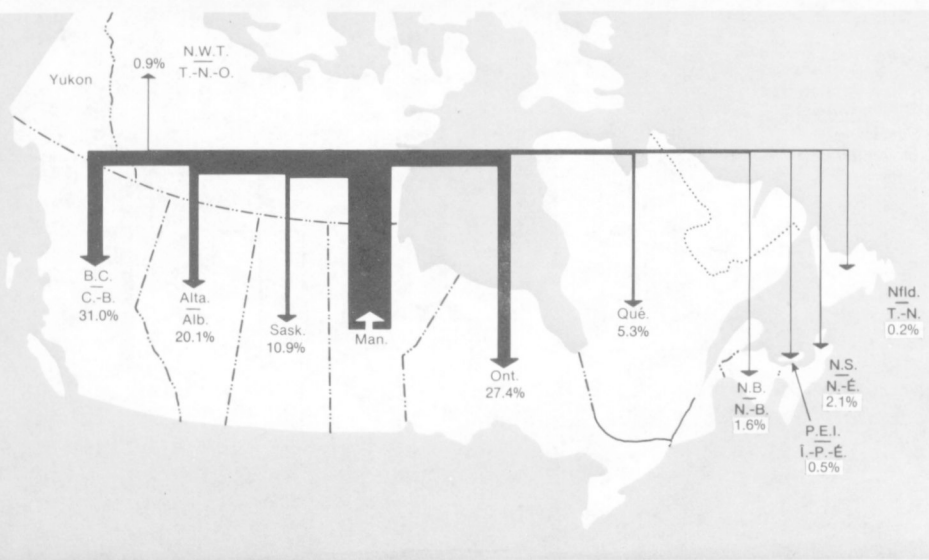 N.W.T.
T.-N.-O.
0.9%
Yukon
B.C.
C.-B.
31.0%
Alta.
Alb.
20.1%
Sask.
10.9%
Man.
Ont.
27.4%
Qué.
5.3%
N.B.
N.-B.
1.6%
P.E.I.
Î.-P.-É.
0.5%
N.S.
N.-É.
2.1%
Nfld.
T.-N.
0.2%